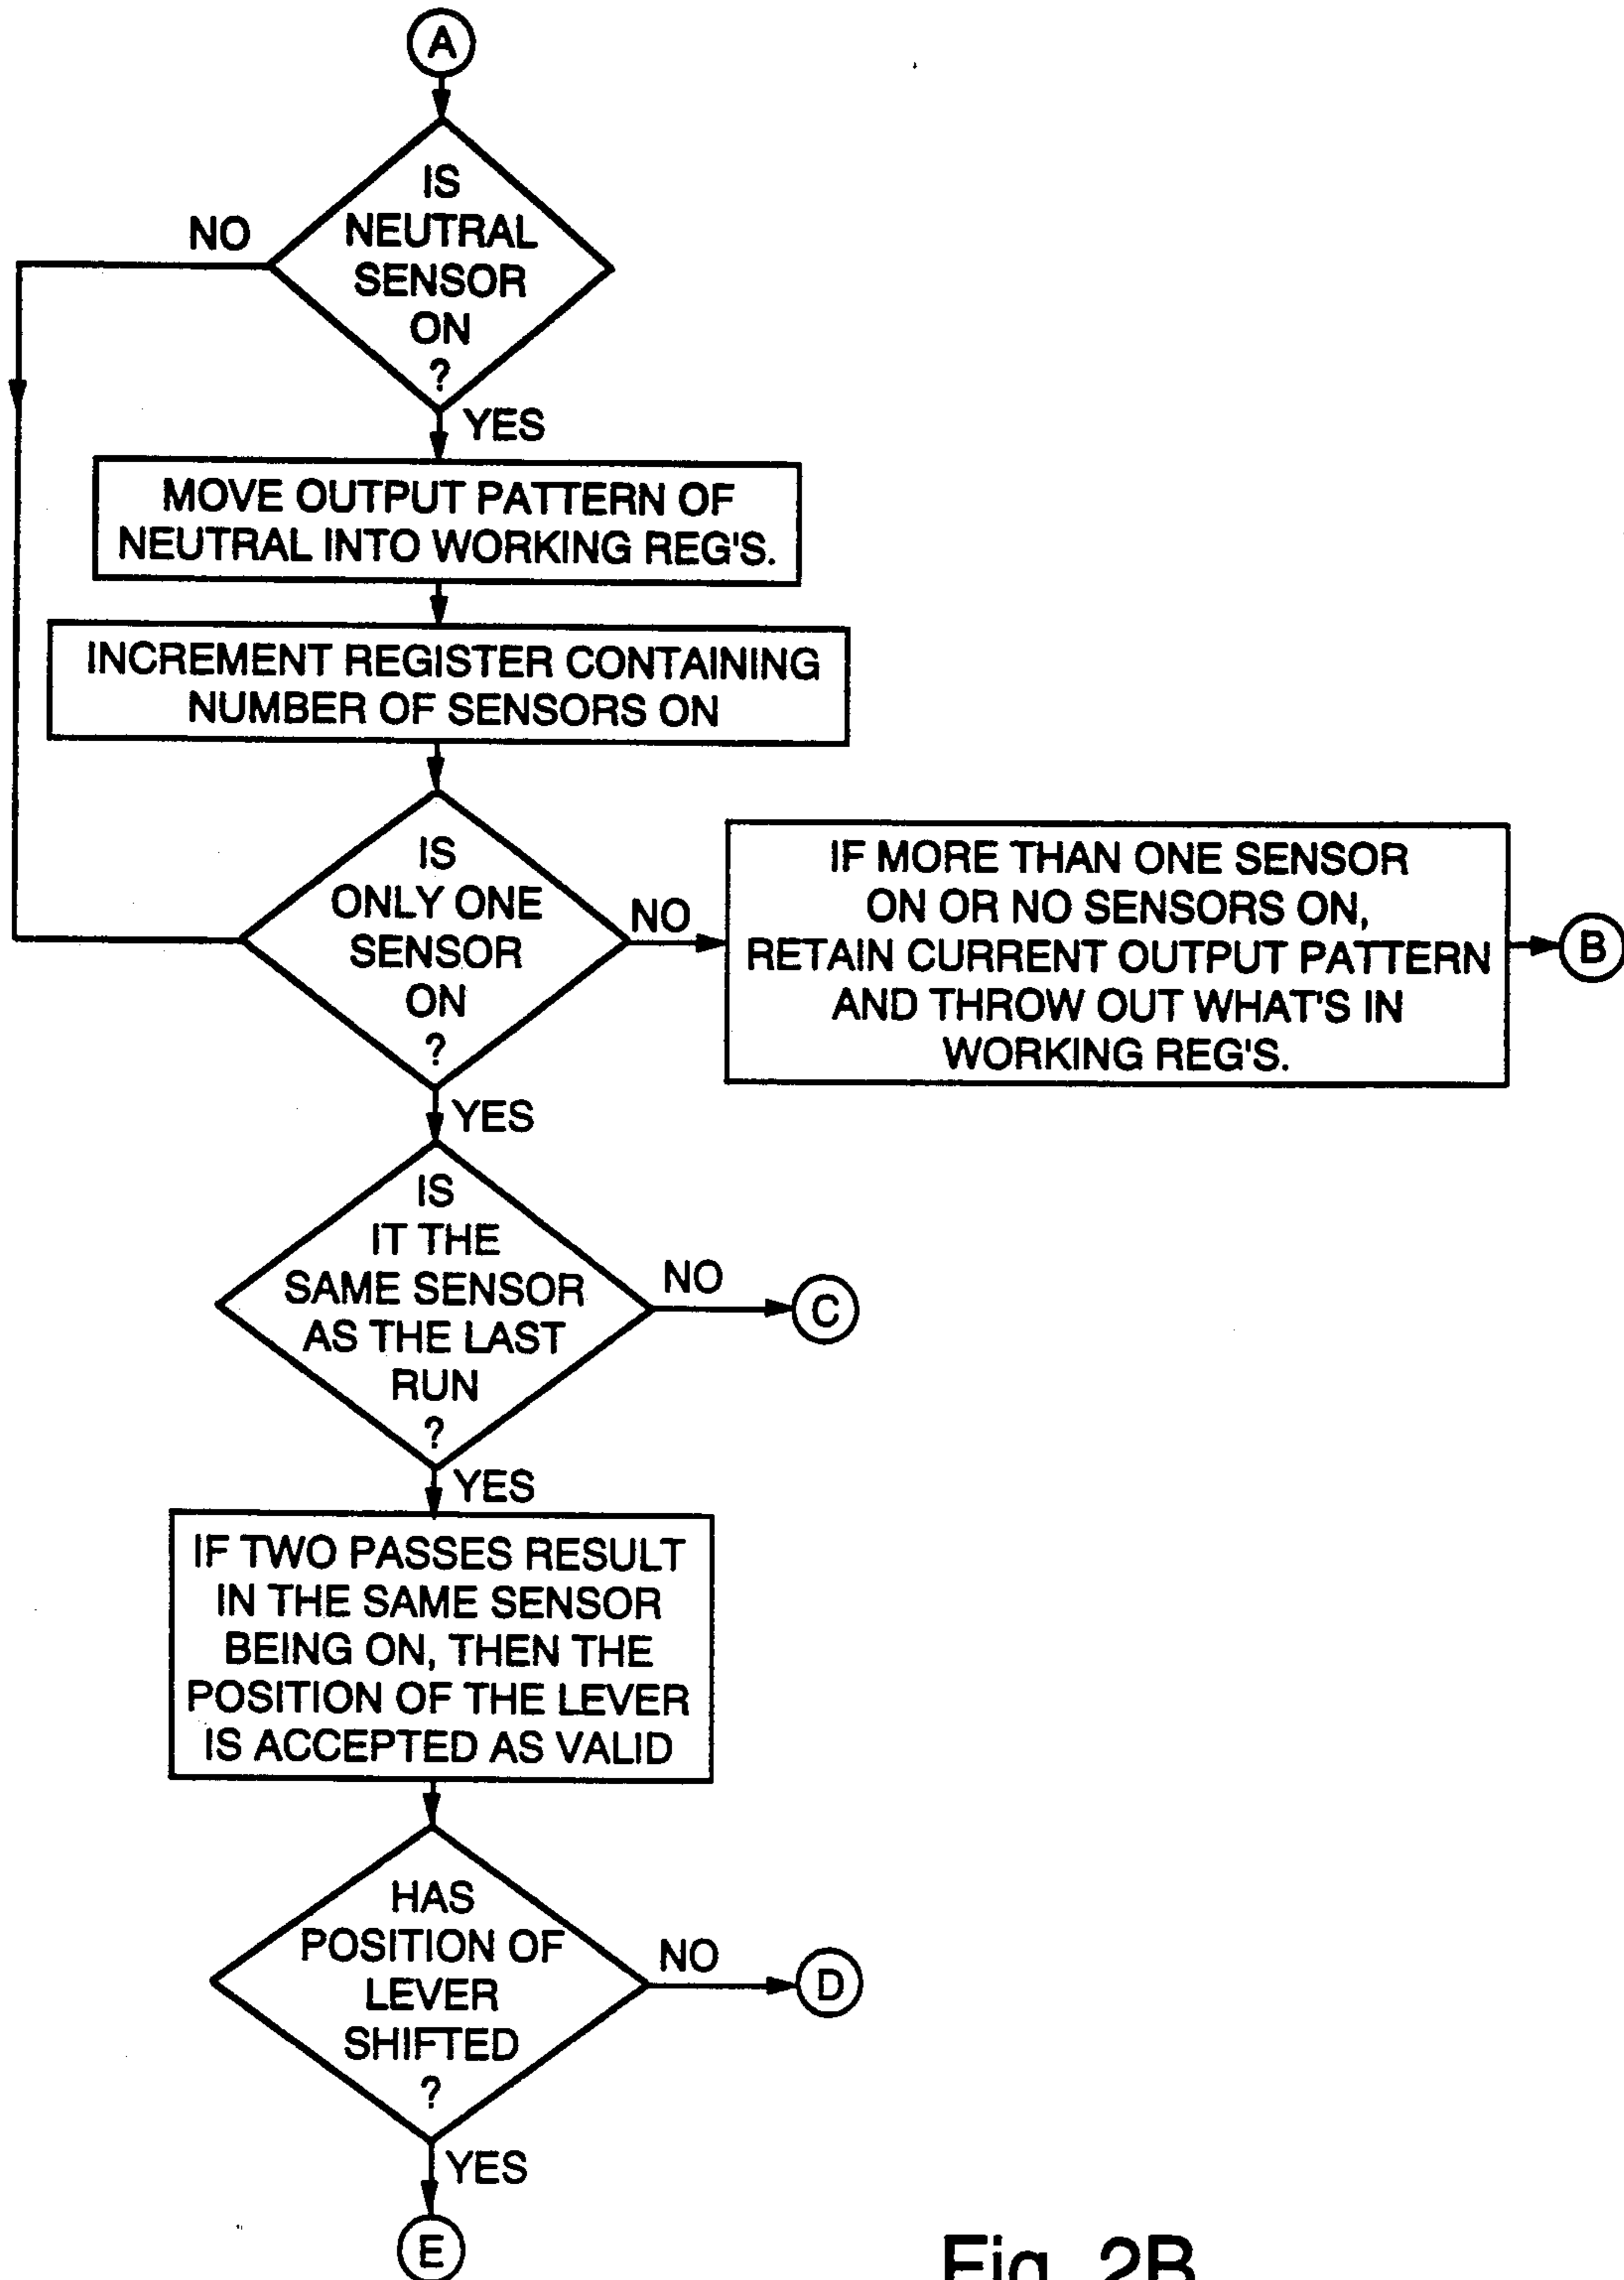 A
IS
NEUTRAL
SENSOR
ON
?
NO
YES
MOVE OUTPUT PATTERN OF
NEUTRAL INTO WORKING REG'S.
INCREMENT REGISTER CONTAINING
NUMBER OF SENSORS ON
IS
ONLY ONE
SENSOR
ON
?
NO
IF MORE THAN ONE SENSOR
ON OR NO SENSORS ON,
RETAIN CURRENT OUTPUT PATTERN
AND THROW OUT WHAT'S IN
WORKING REG'S.
B
YES
IS
IT THE
SAME SENSOR
AS THE LAST
RUN
?
NO
C
YES
IF TWO PASSES RESULT
IN THE SAME SENSOR
BEING ON, THEN THE
POSITION OF THE LEVER
IS ACCEPTED AS VALID
HAS
POSITION OF
LEVER
SHIFTED
?
NO
D
YES
E
Fig. 2B